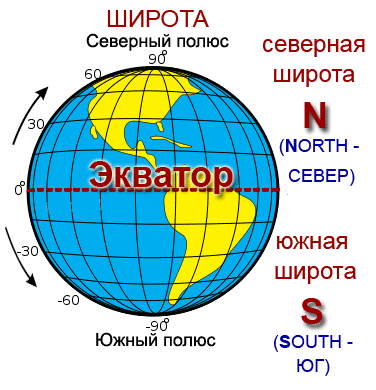 ШИРОТА
Северный полюс
90°
60
30
0°
-30
-60
-90°
Южный полюс
Экватор
северная
широта
N
(NORTH -
СЕВЕР)
южная
широта
S
(SOUTH -
ЮГ)